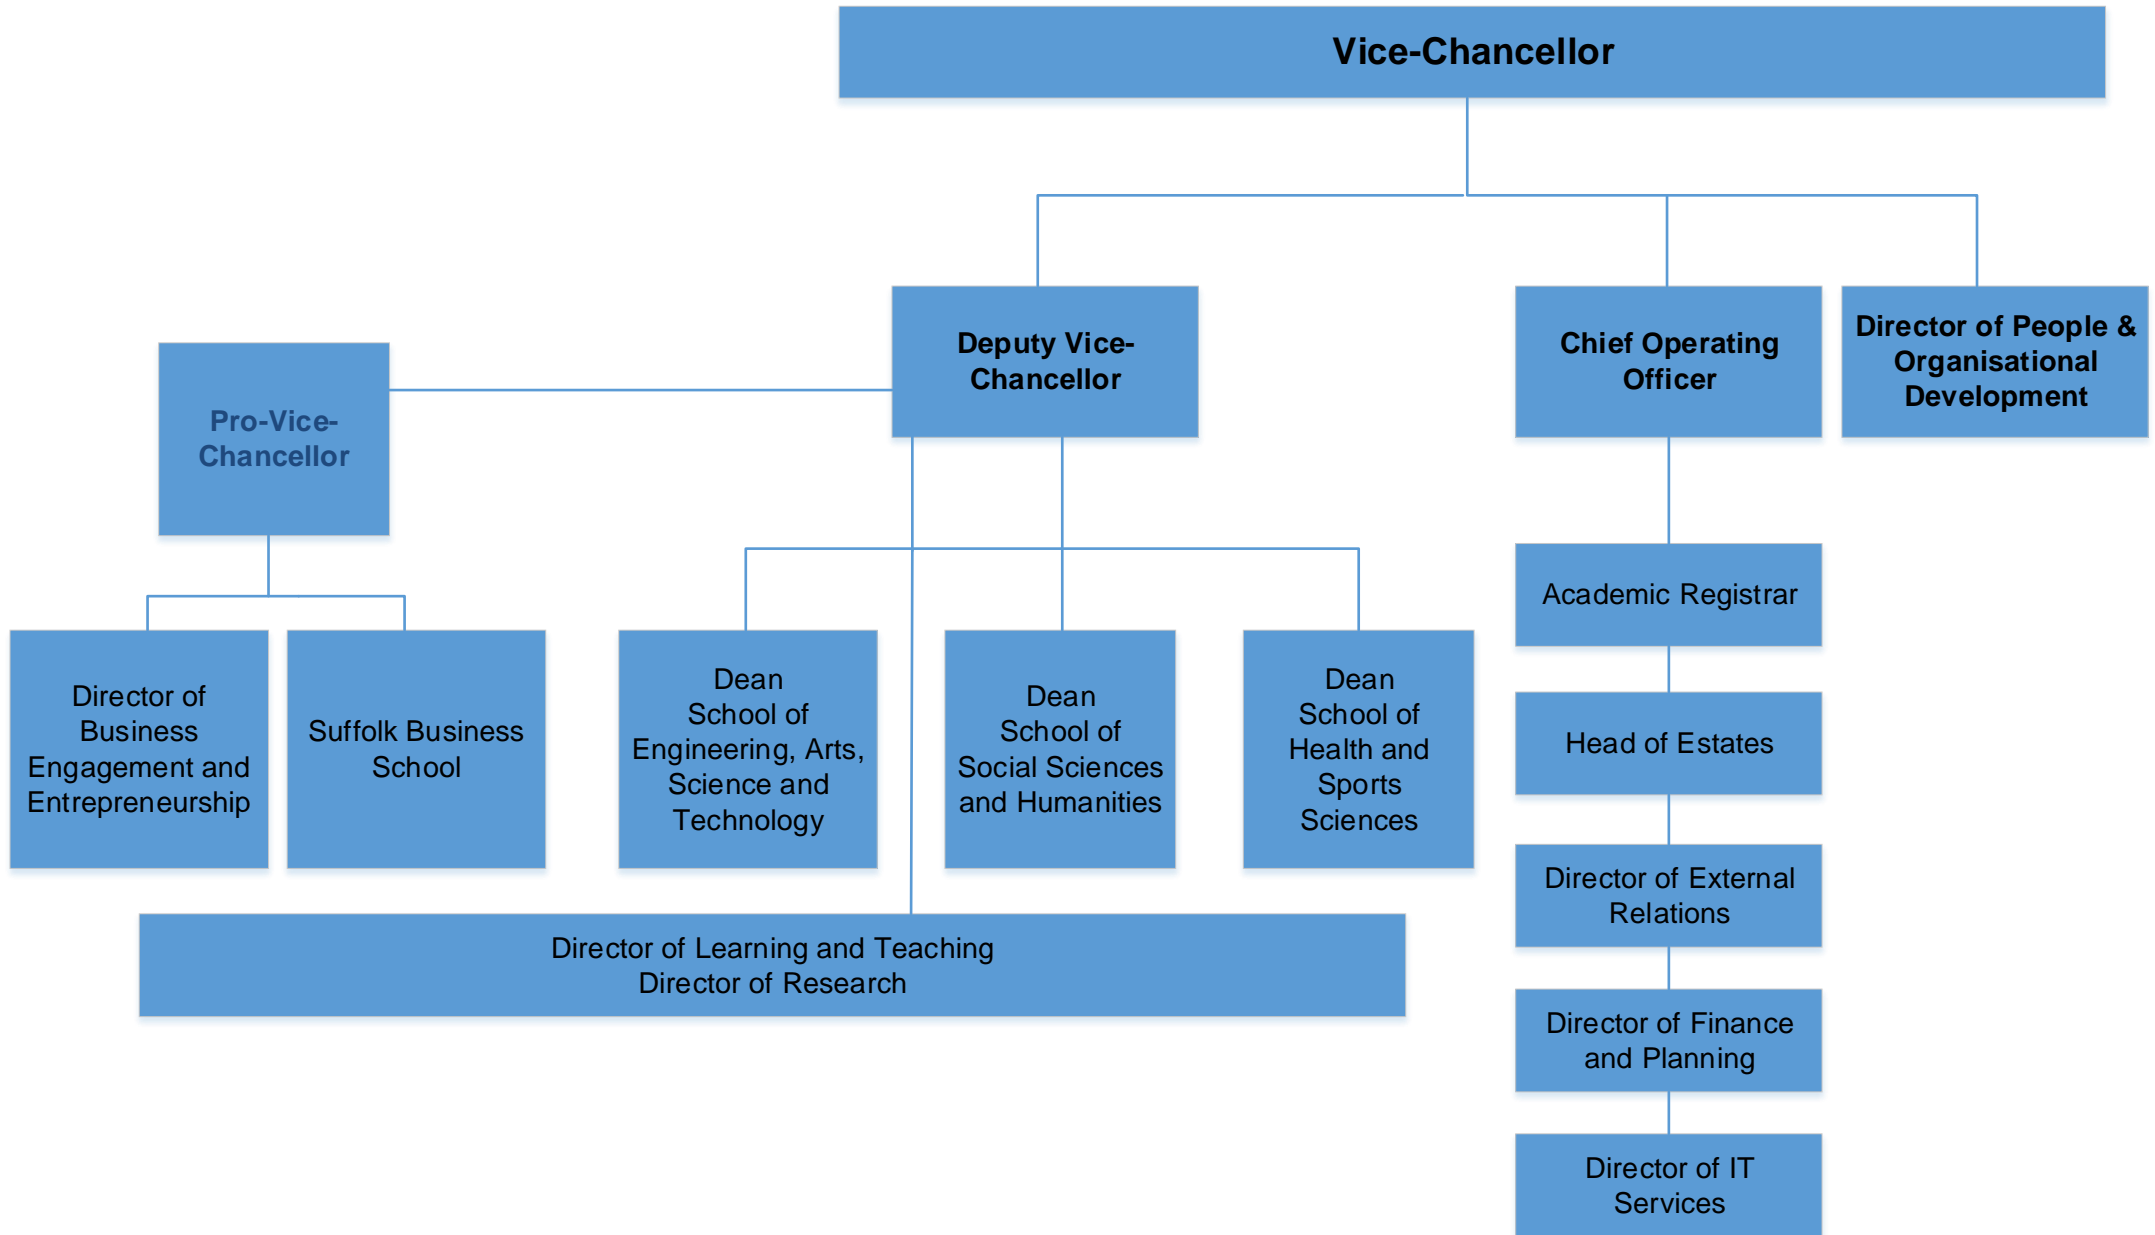 Vice-Chancellor
Deputy Vice-
Chancellor
Chief Operating
Officer
Director of People &
Organisational
Development
Pro-Vice-
Chancellor
Academic Registrar
Director of
Business
Engagement and
Entrepreneurship
Suffolk Business
School
Dean
School of
Engineering, Arts,
Science and
Technology
Dean
School of
Social Sciences
and Humanities
Dean
School of
Health and
Sports
Sciences
Head of Estates
Director of External
Relations
Director of Learning and Teaching
Director of Research
Director of Finance
and Planning
Director of IT
Services